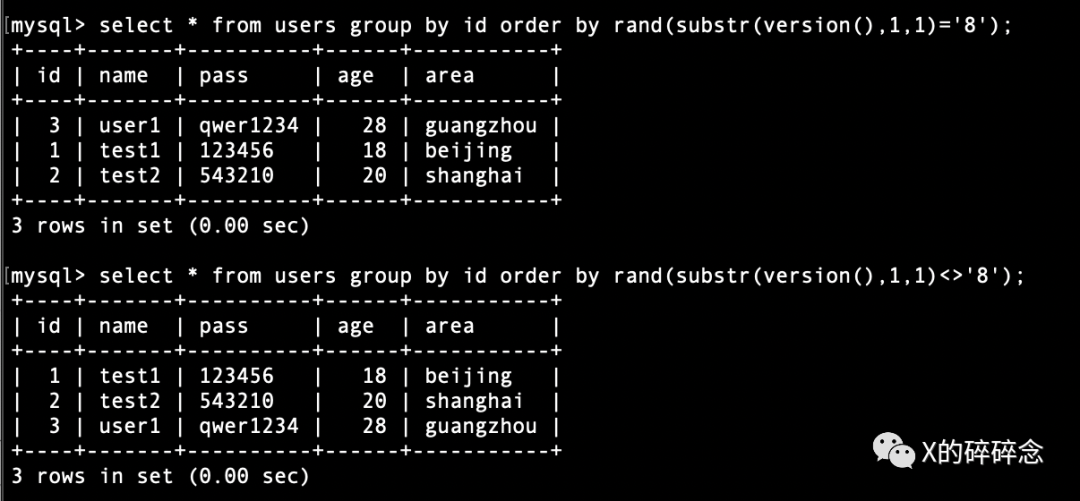 [mysql> select * from users group by id order by rand(substr(version(),1,1)='8');
+----+-------+----------+------+-----------+
| id | name  | pass     | age  | area      |
+----+-------+----------+------+-----------+
|  3 | user1 | qwer1234 |   28 | guangzhou |
|  1 | test1 | 123456   |   18 | beijing   |
|  2 | test2 | 543210   |   20 | shanghai  |
+----+-------+----------+------+-----------+
3 rows in set (0.00 sec)
[mysql> select * from users group by id order by rand(substr(version(),1,1)<>'8');
+----+-------+----------+------+-----------+
| id | name  | pass     | age  | area      |
+----+-------+----------+------+-----------+
|  1 | test1 | 123456   |   18 | beijing   |
|  2 | test2 | 543210   |   20 | shanghai  |
|  3 | user1 | qwer1234 |   28 | guangzhou |
+----+-------+----------+------+-----------+
3 rows in set (0.00 sec)
X的碎碎念